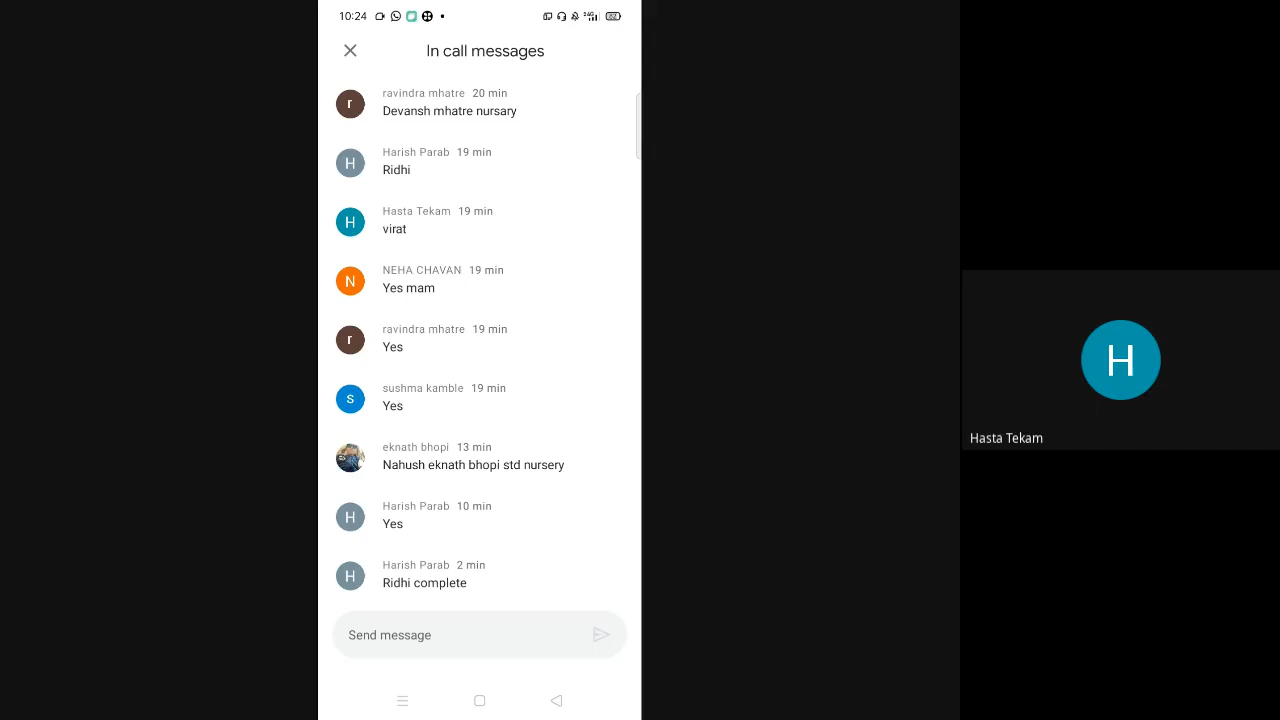 10:24
In call messages
r
ravindra mhatre 20 min
Devansh mhatre nursary
H
Harish Parab 19 min
Ridhi
H
Hasta Tekam 19 min
virat
N
NEHA CHAVAN 19 min
Yes mam
r
ravindra mhatre 19 min
Yes
s
sushma kamble 19 min
Yes
eknath bhopi 13 min
Nahush eknath bhopi std nursery
H
Harish Parab 10 min
Yes
H
Harish Parab 2 min
Ridhi complete
Send message
H
Hasta Tekam